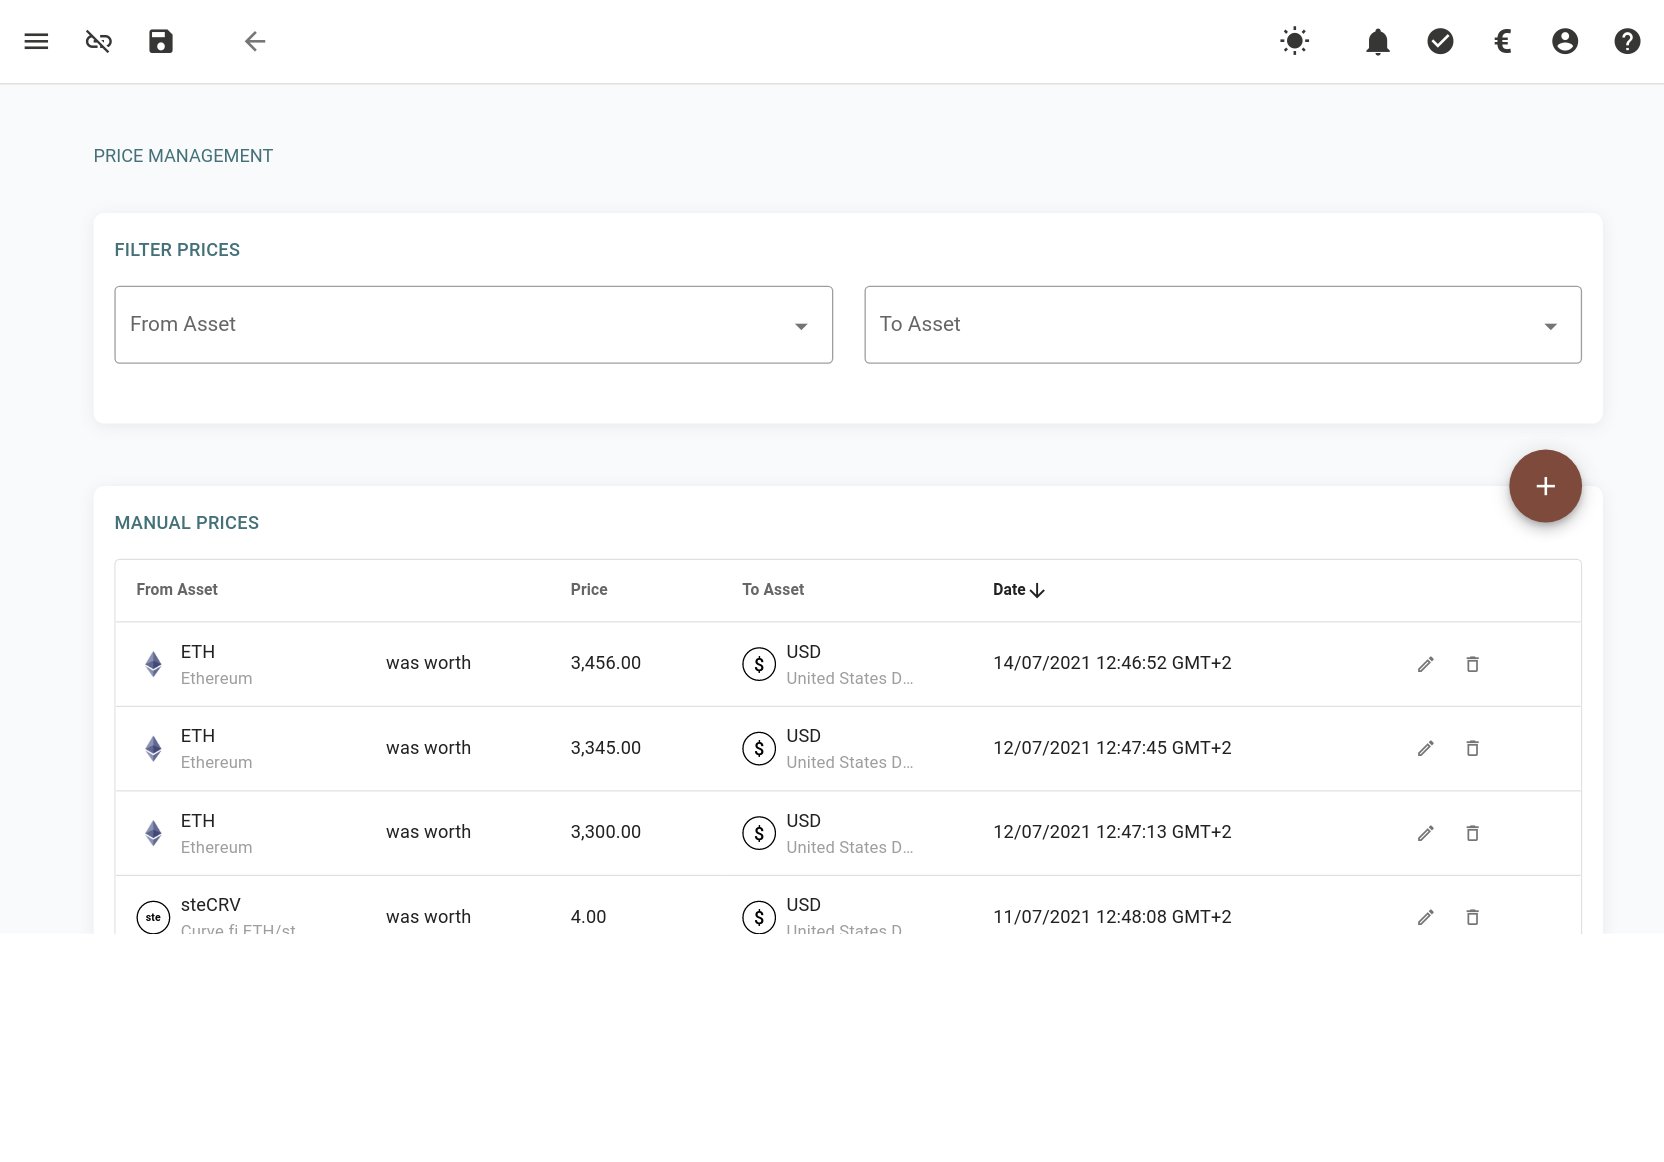 PRICE MANAGEMENT
FILTER PRICES
From Asset To Asset
MANUAL PRICES
From Asset Price To Asset Date
ETH was worth 3,456.00 $ USD 14/07/2021 12:46:52 GMT+2
Ethereum United States D...
ETH was worth 3,345.00 $ USD 12/07/2021 12:47:45 GMT+2
Ethereum United States D...
ETH was worth 3,300.00 $ USD 12/07/2021 12:47:13 GMT+2
Ethereum United States D...
ste steCRV was worth 4.00 $ USD 11/07/2021 12:48:08 GMT+2
Curve.fi ETH/st United States D